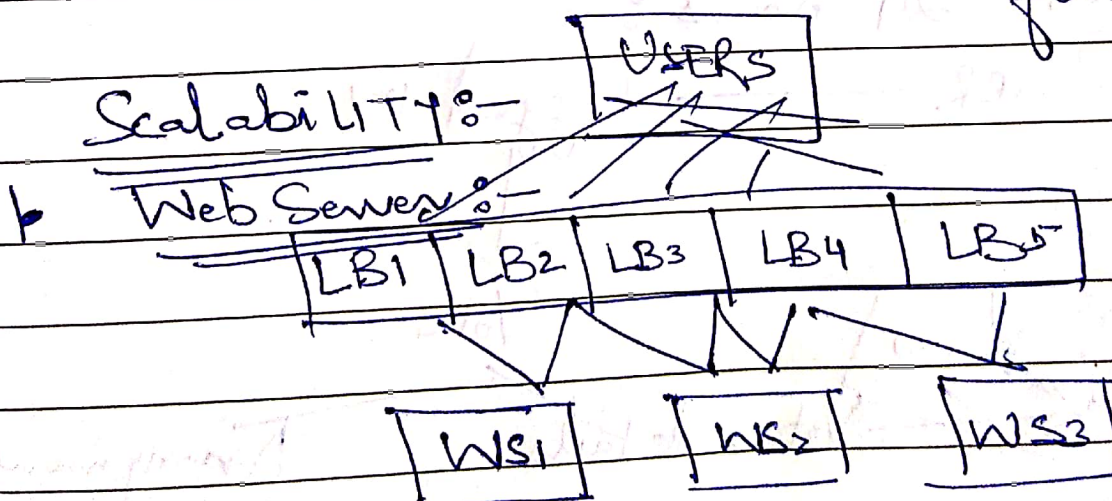 USERS
ScalabiLITY:-
Web Server:-
LB1 LB2 LB3 LB4 LB5
WS1 WS2 WS3